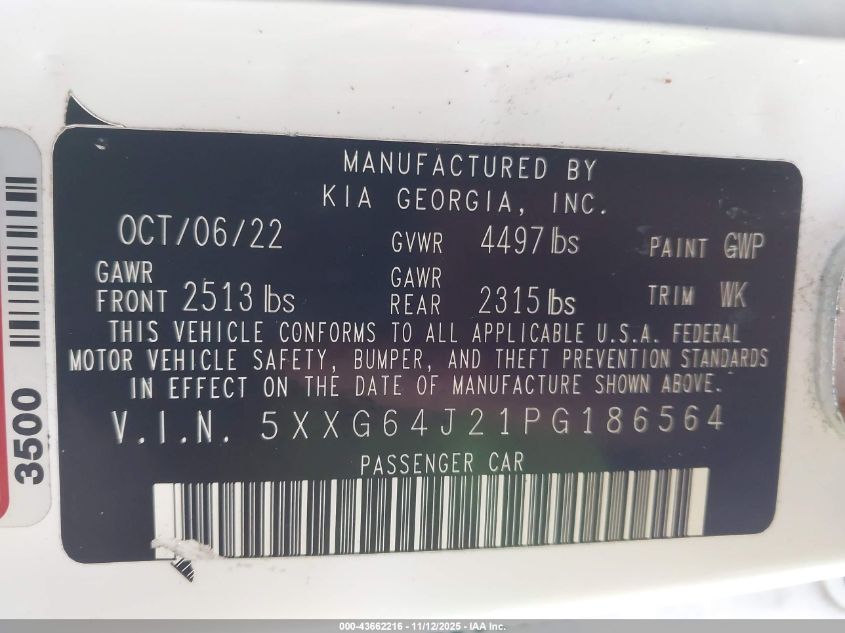 MANUFACTURED BY
KIA GEORGIA, INC.
OCT/06/22 GVWR 4497 lbs PAINT GWP
GAWR FRONT 2513 lbs GAWR REAR 2315 lbs TRIM WK
THIS VEHICLE CONFORMS TO ALL APPLICABLE U.S.A. FEDERAL
MOTOR VEHICLE SAFETY, BUMPER, AND THEFT PREVENTION STANDARDS
IN EFFECT ON THE DATE OF MANUFACTURE SHOWN ABOVE.
V.I.N. 5XXG64J21PG186564
PASSENGER CAR
3500
000-43662216 - 11/12/2025 - IAA Inc.